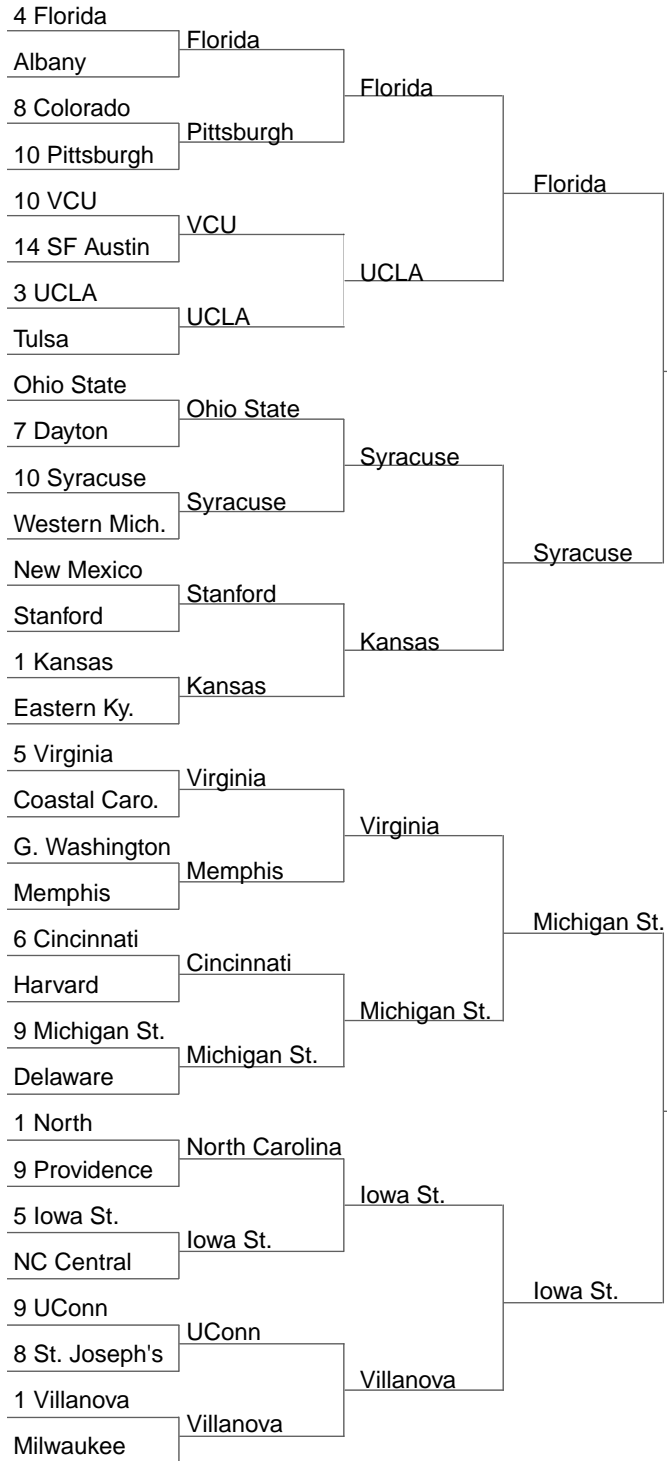 4 Florida
Albany
8 Colorado
10 Pittsburgh
10 VCU
14 SF Austin
3 UCLA
Tulsa
Ohio State
7 Dayton
10 Syracuse
Western Mich.
New Mexico
Stanford
1 Kansas
Eastern Ky.
5 Virginia
Coastal Caro.
G. Washington
Memphis
6 Cincinnati
Harvard
9 Michigan St.
Delaware
1 North
9 Providence
5 Iowa St.
NC Central
9 UConn
8 St. Joseph's
1 Villanova
Milwaukee
Florida
Pittsburgh
VCU
UCLA
Ohio State
Syracuse
Stanford
Kansas
Virginia
Memphis
Cincinnati
Michigan St.
North Carolina
Iowa St.
UConn
Villanova
Florida
UCLA
Syracuse
Kansas
Virginia
Michigan St.
Iowa St.
Villanova
Florida
Syracuse
Michigan St.
Iowa St.